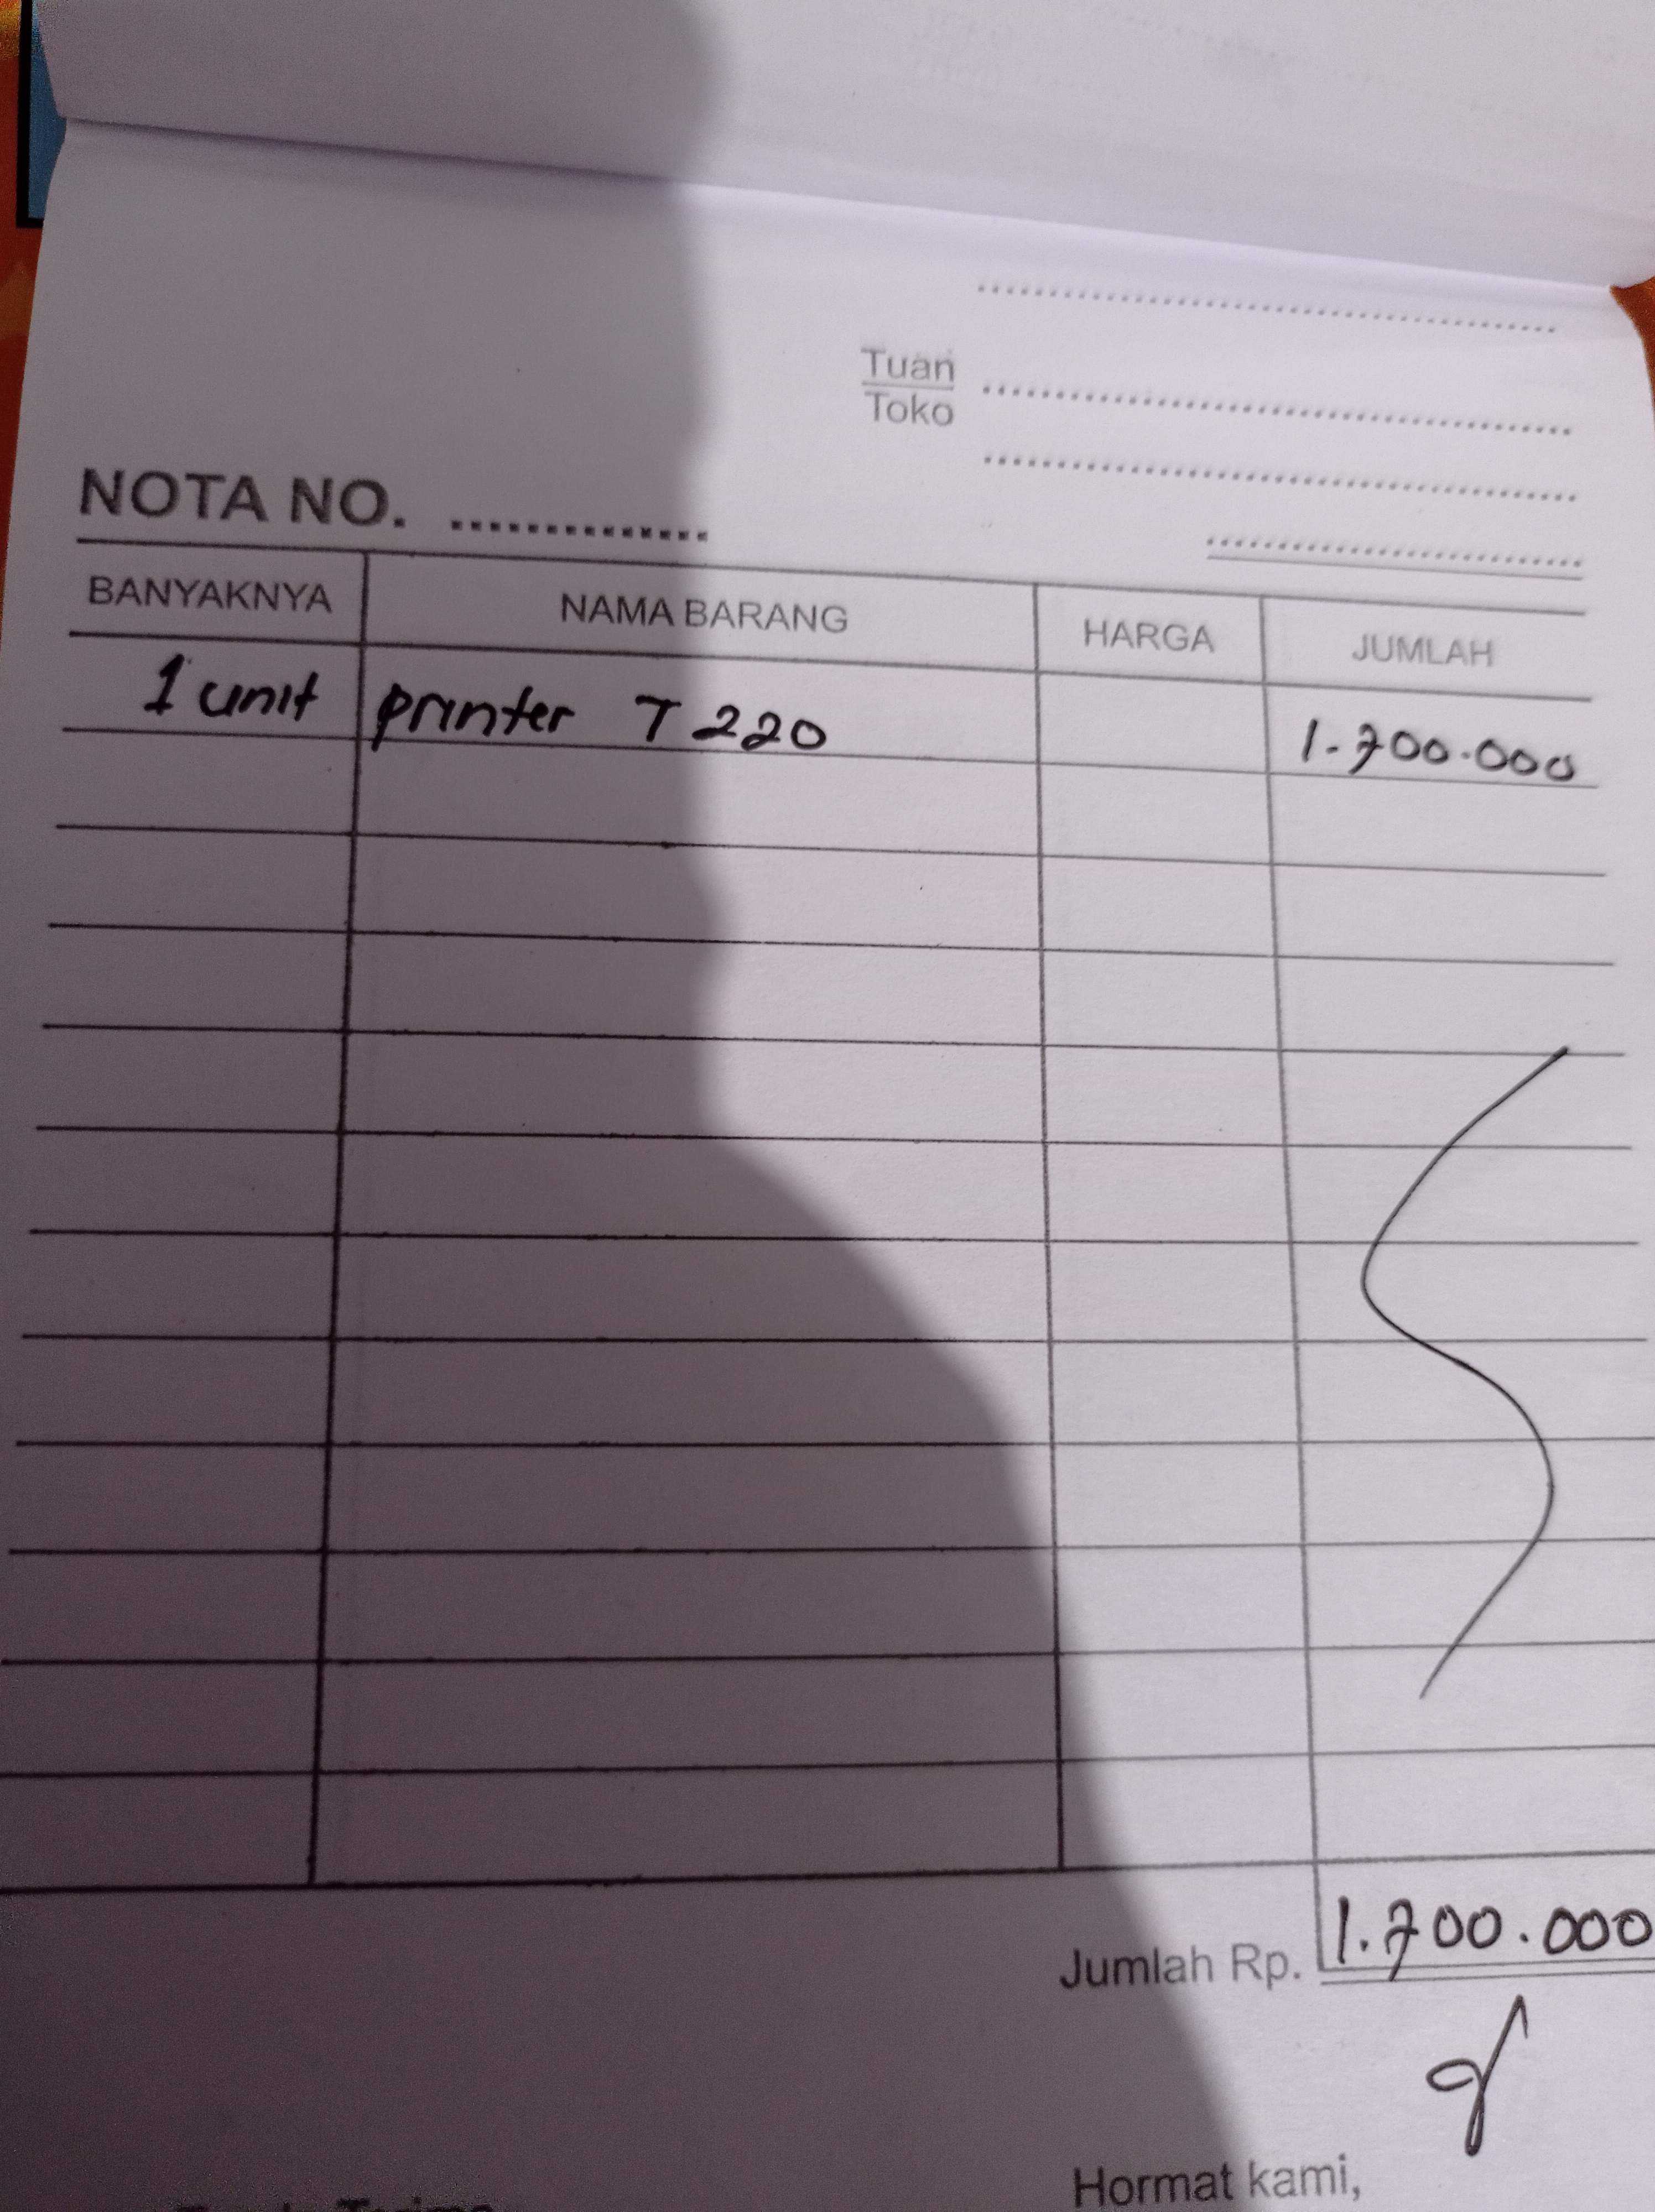 Tuan
Toko
NOTA NO. ..............
BANYAKNYA NAMA BARANG HARGA JUMLAH
1 unit printer T 220 1.700.000
Jumlah Rp. 1.700.000
Hormat kami,